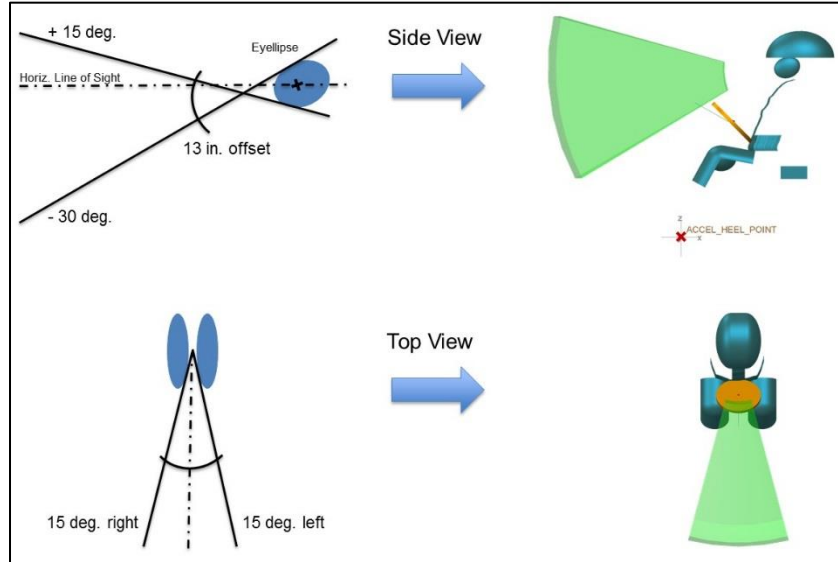 + 15 deg.
Eyellipse
Side View
Horiz. Line of Sight
13 in. offset
- 30 deg.
z
ACCEL_HEEL_POINT
x
Top View
15 deg. right
15 deg. left